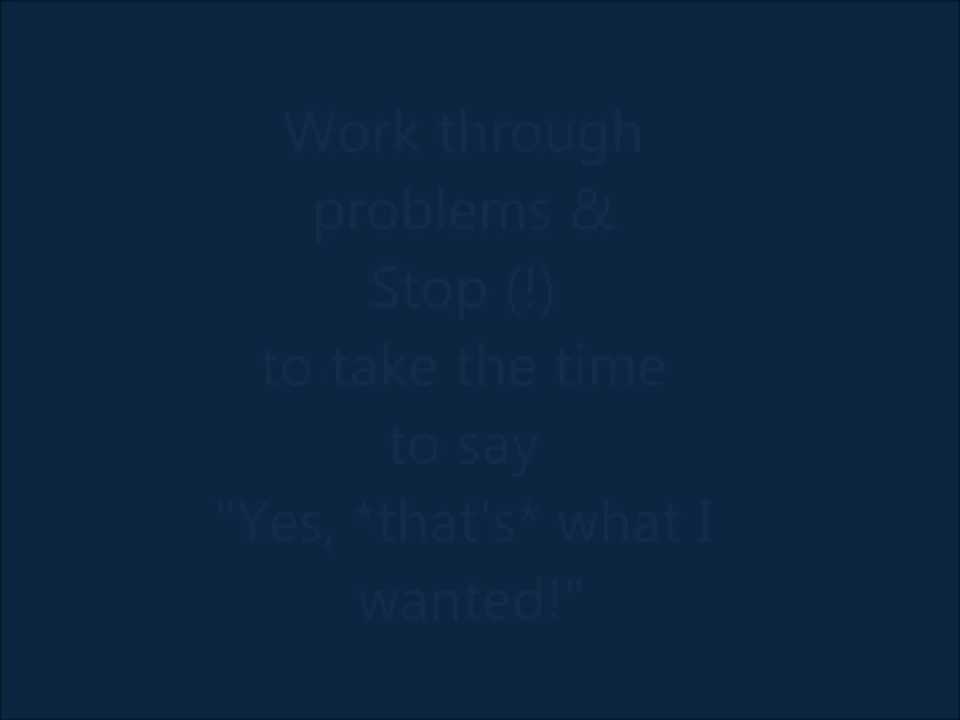 Work through
problems &
Stop (!)
to take the time
to say
"Yes, *that's* what I
wanted!"